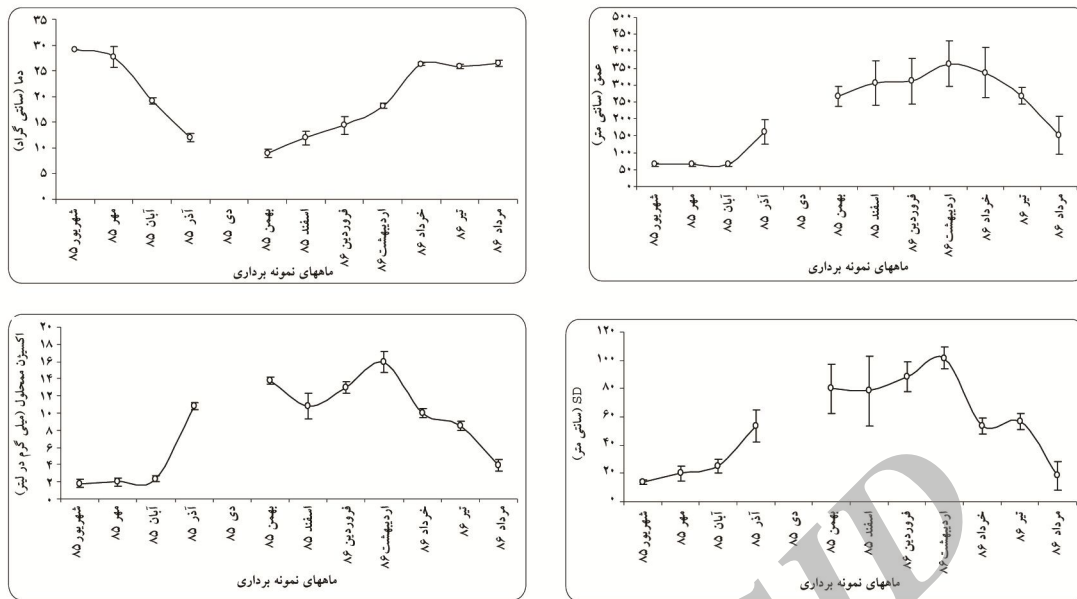 دما (سانتی گراد)
۳۵
۳۰
۲۵
۲۰
۱۵
۱۰
۵
۰
شهریور ۸۵
مهر ۸۵
آبان ۸۵
آذر ۸۵
دی ۸۵
بهمن ۸۵
اسفند ۸۵
فروردین ۸۶
اردیبهشت ۸۶
خرداد ۸۶
تیر ۸۶
مرداد ۸۶
ماههای نمونه برداری
عمق (سانتی متر)
۵۰۰
۴۵۰
۴۰۰
۳۵۰
۳۰۰
۲۵۰
۲۰۰
۱۵۰
۱۰۰
۵۰
۰
شهریور ۸۵
مهر ۸۵
آبان ۸۵
آذر ۸۵
دی ۸۵
بهمن ۸۵
اسفند ۸۵
فروردین ۸۶
اردیبهشت ۸۶
خرداد ۸۶
تیر ۸۶
مرداد ۸۶
ماههای نمونه برداری
اکسیژن محلول (میلی گرم در لیتر)
۲۰
۱۸
۱۶
۱۴
۱۲
۱۰
۸
۶
۴
۲
۰
شهریور ۸۵
مهر ۸۵
آبان ۸۵
آذر ۸۵
دی ۸۵
بهمن ۸۵
اسفند ۸۵
فروردین ۸۶
اردیبهشت ۸۶
خرداد ۸۶
تیر ۸۶
مرداد ۸۶
ماههای نمونه برداری
SD (سانتی متر)
۱۲۰
۱۰۰
۸۰
۶۰
۴۰
۲۰
۰
شهریور ۸۵
مهر ۸۵
آبان ۸۵
آذر ۸۵
دی ۸۵
بهمن ۸۵
اسفند ۸۵
فروردین ۸۶
اردیبهشت ۸۶
خرداد ۸۶
تیر ۸۶
مرداد ۸۶
ماههای نمونه برداری